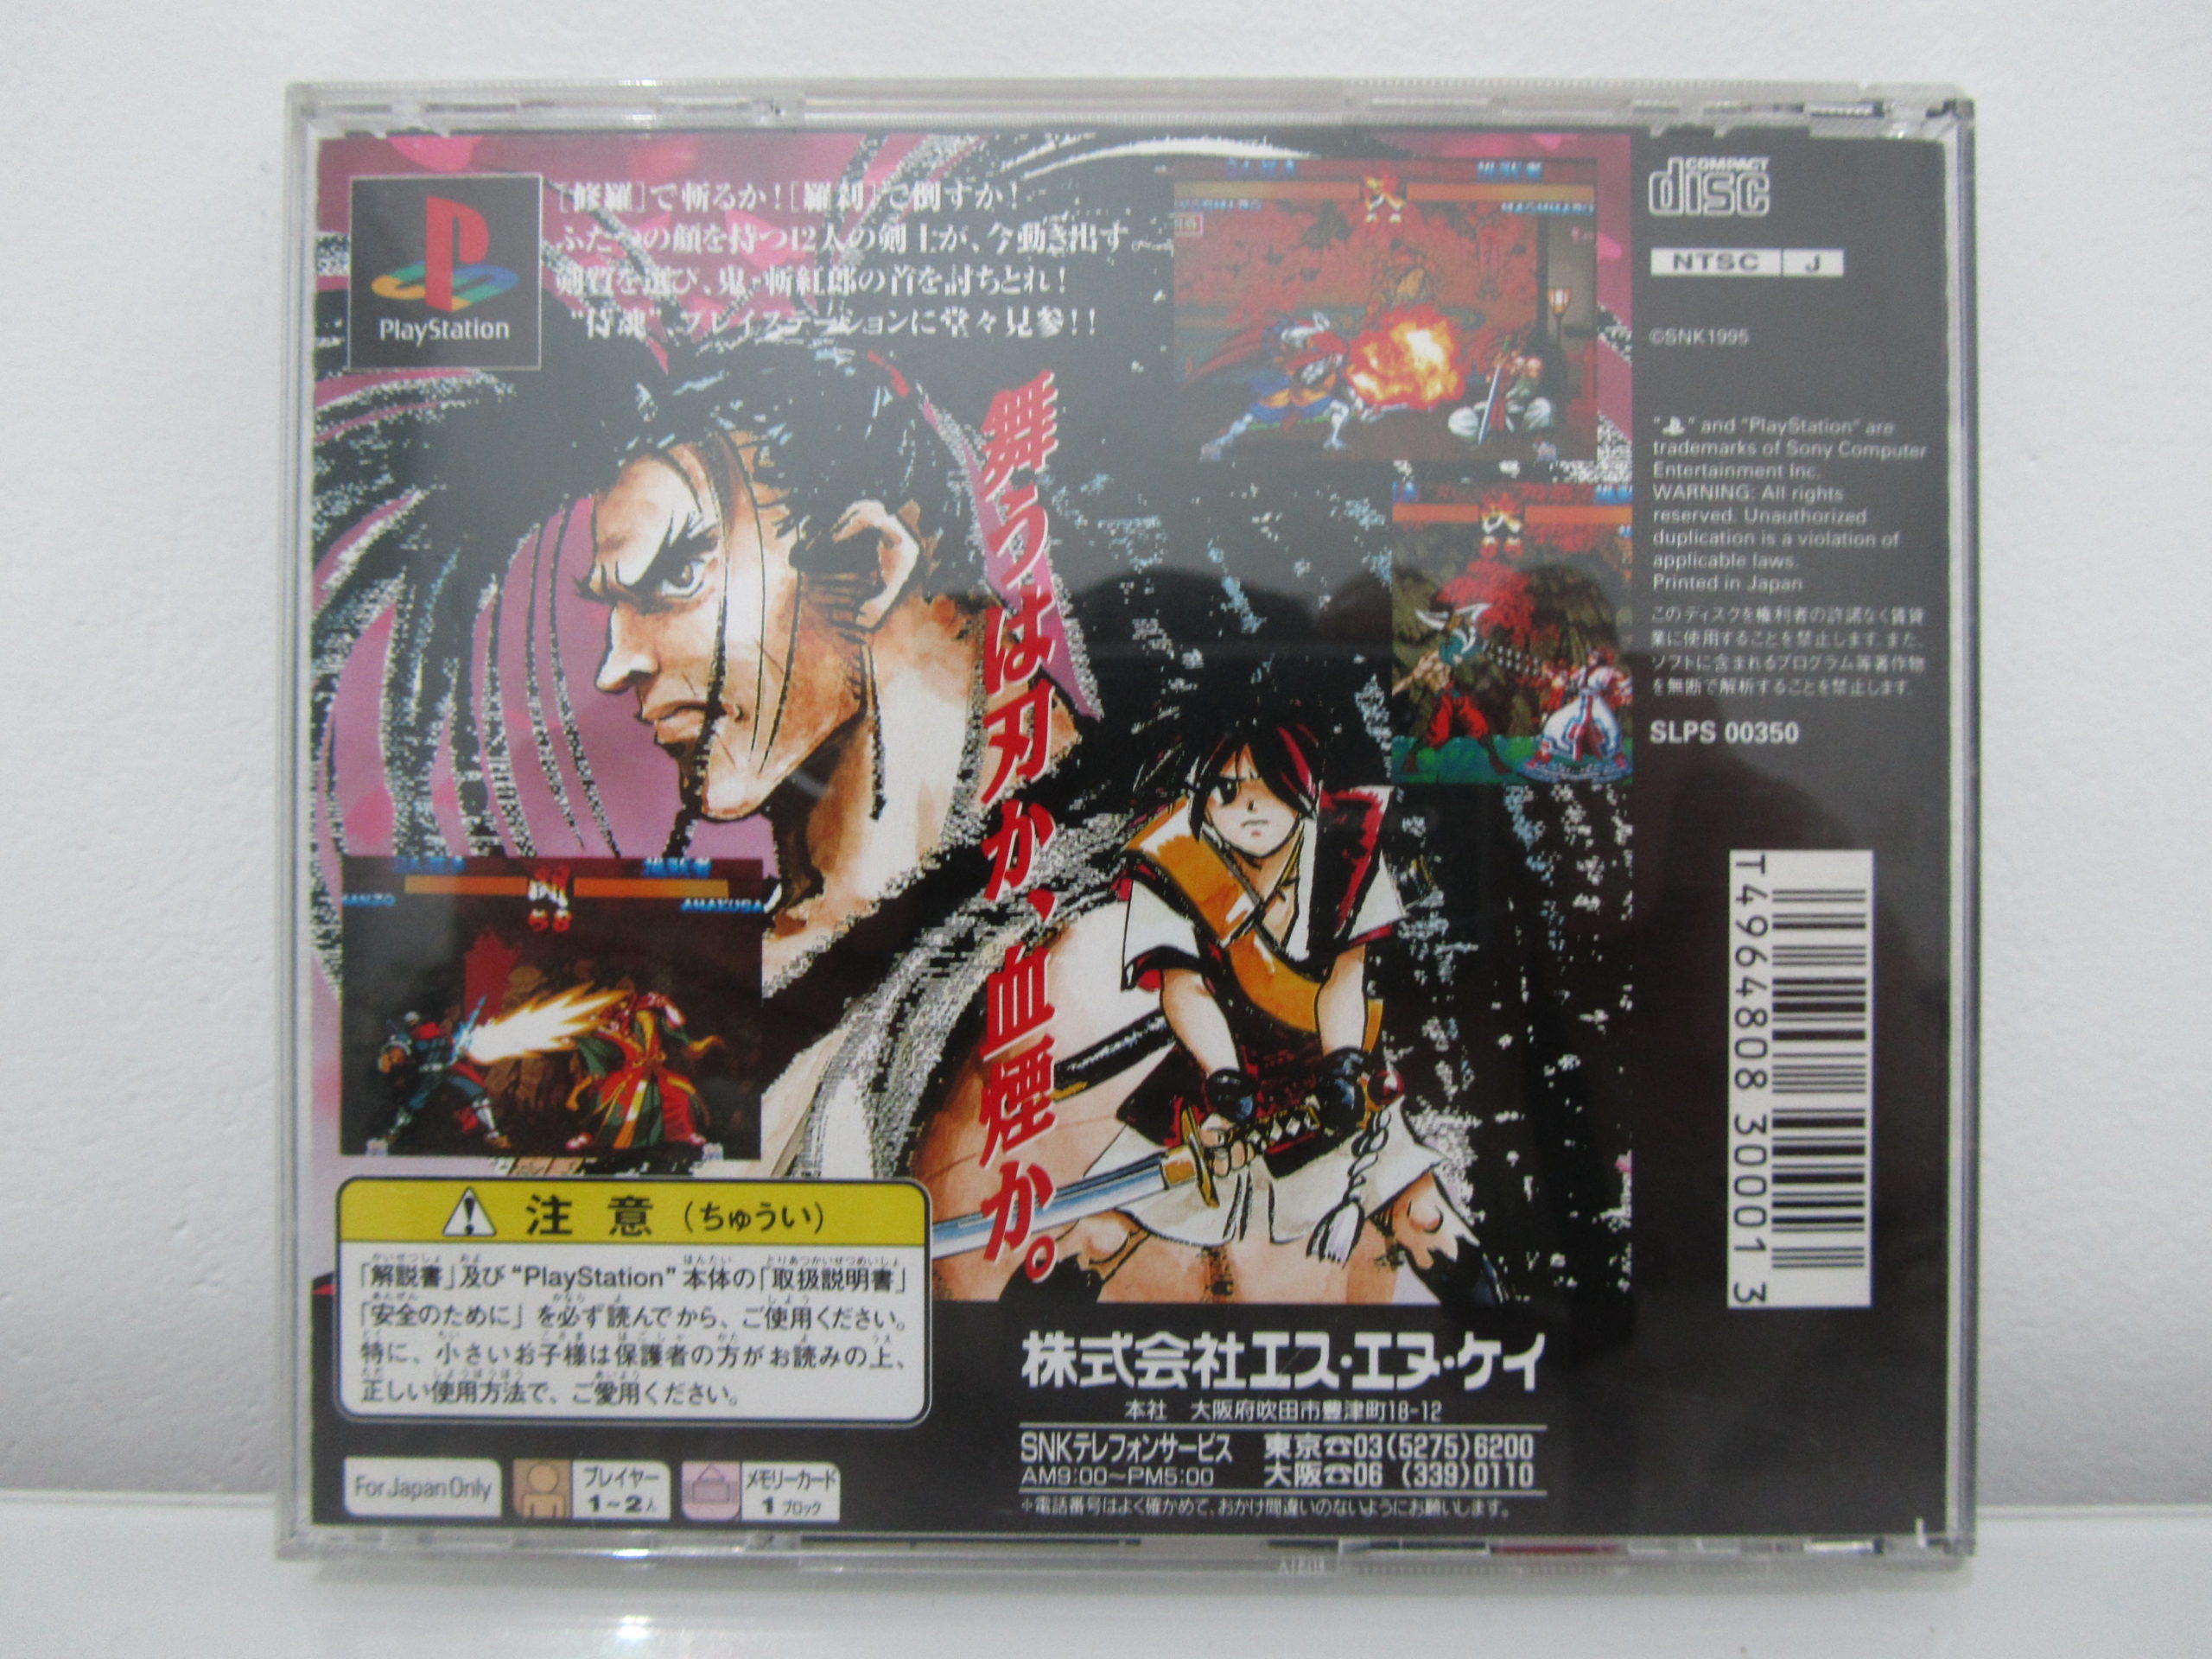 PlayStation
[修羅]で斬るか![羅刹]で倒すか!
ふたつの顔を持つ12人の剣士が、今動き出す。
剣質を選び、鬼・斬紅郎の首を討ちとれ!
“侍魂”、プレイステーションに堂々見参!!
舞うは刃か、血煙か。
HANZO
AMAKUSA
注意(ちゅうい)
「解説書」及び“PlayStation”本体の「取扱説明書」
「安全のために」を必ず読んでから、ご使用ください。
特に、小さいお子様は保護者の方がお読みの上、
正しい使用方法で、ご愛用ください。
For Japan Only
プレイヤー
1~2人
メモリーカード
1ブロック
株式会社エス・エヌ・ケイ
本社 大阪府吹田市豊津町18-12
SNKテレフォンサービス 東京☎03(5275)6200
AM9:00~PM5:00 大阪☎06 (339)0110
*電話番号はよく確かめて、おかけ間違いのないようにお願いします。
COMPACT
disc
NTSC J
©SNK1995
“ ” and “PlayStation” are
trademarks of Sony Computer
Entertainment Inc.
WARNING: All rights
reserved. Unauthorized
duplication is a violation of
applicable laws.
Printed in Japan
このディスクを権利者の許諾なく賃貸
業に使用することを禁止します。また、
ソフトに含まれるプログラム等著作物
を無断で解析することを禁止します。
SLPS 00350
T4964808 30001 3